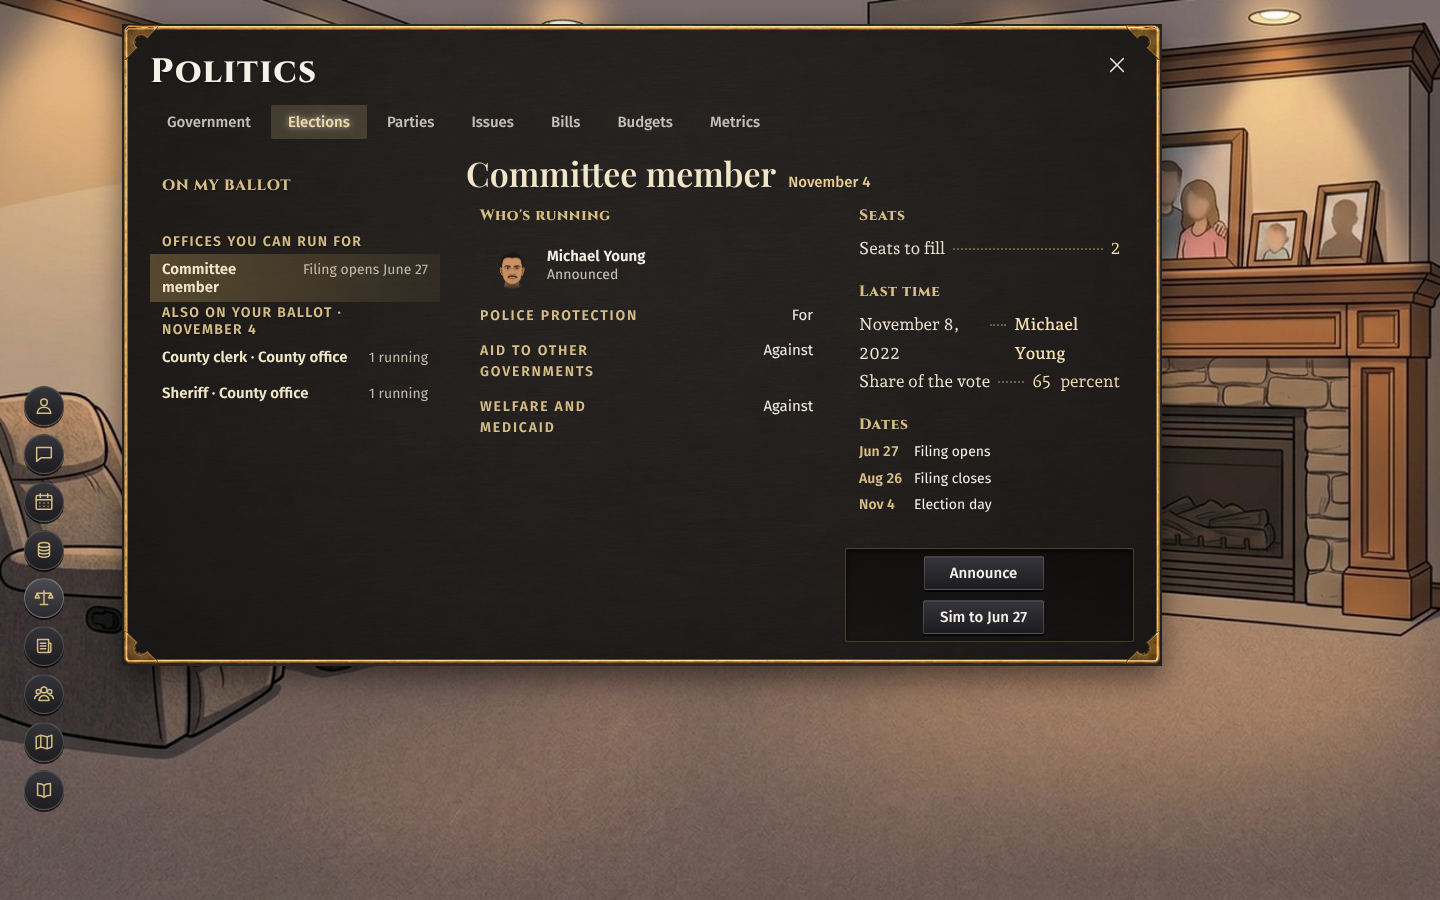 Politics
Government
Elections
Parties
Issues
Bills
Budgets
Metrics
On my ballot
OFFICES YOU CAN RUN FOR
Committee member
Filing opens June 27
ALSO ON YOUR BALLOT ·
NOVEMBER 4
County clerk · County office 1 running
Sheriff · County office 1 running
Committee member November 4
Who's running
Michael Young
Announced
POLICE PROTECTION For
AID TO OTHER
GOVERNMENTS
Against
WELFARE AND
MEDICAID
Against
Seats
Seats to fill 2
Last time
November 8,
2022
Michael
Young
Share of the vote 65 percent
Dates
Jun 27 Filing opens
Aug 26 Filing closes
Nov 4 Election day
Announce
Sim to Jun 27